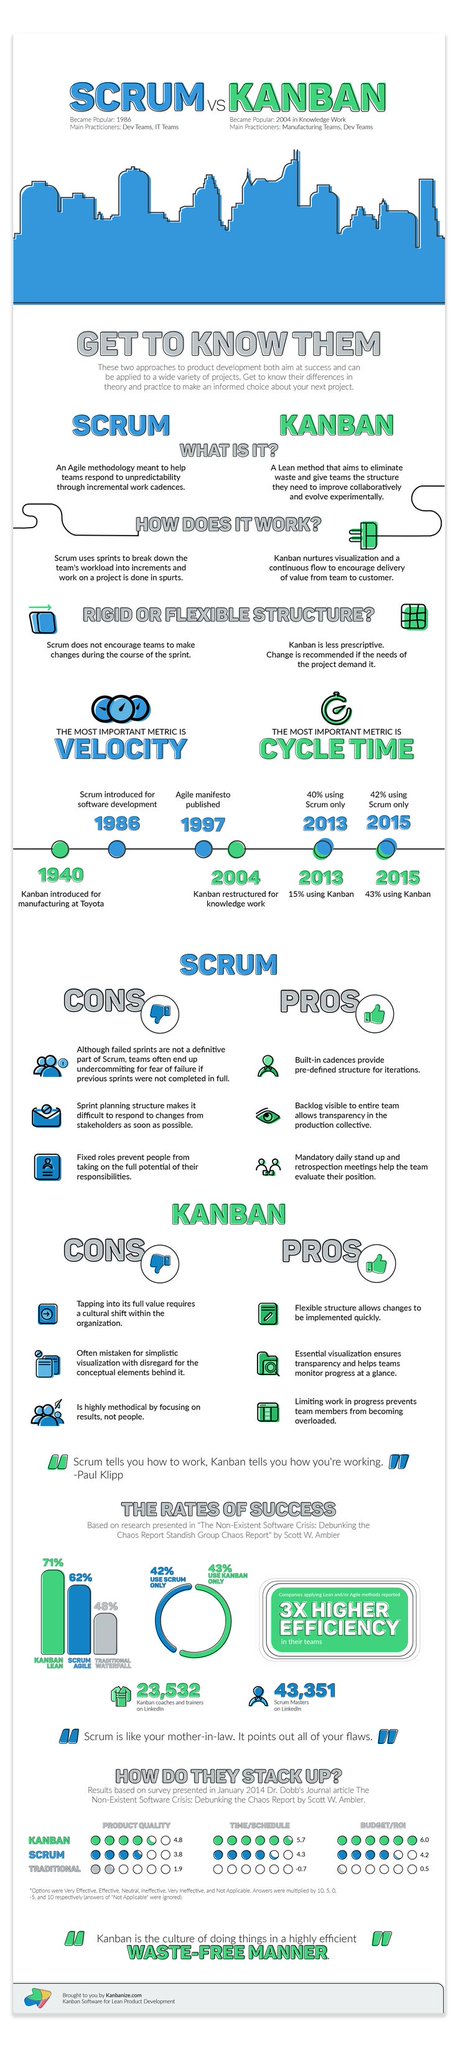 SCRUM VS KANBAN
Became Popular: 1986
Main Practitioners: Dev Teams, IT Teams
Became Popular: 2004 in Knowledge Work
Main Practitioners: Manufacturing Teams, Dev Teams
GET TO KNOW THEM
These two approaches to product development both aim at success and can
be applied to a wide variety of projects. Get to know their differences in
theory and practice to make an informed choice about your next project.
SCRUM
KANBAN
WHAT IS IT?
An Agile methodology meant to help
teams respond to unpredictability
through incremental work cadences.
A Lean method that aims to eliminate
waste and give teams the structure
they need to improve collaboratively
and evolve experimentally.
HOW DOES IT WORK?
Scrum uses sprints to break down the
team's workload into increments and
work on a project is done in spurts.
Kanban nurtures visualization and a
continuous flow to encourage delivery
of value from team to customer.
RIGID OR FLEXIBLE STRUCTURE?
Scrum does not encourage teams to make
changes during the course of the sprint.
Kanban is less prescriptive.
Change is recommended if the needs of
the project demand it.
THE MOST IMPORTANT METRIC IS
VELOCITY
THE MOST IMPORTANT METRIC IS
CYCLE TIME
Scrum introduced for
software development
1986
Agile manifesto
published
1997
40% using
Scrum only
2013
42% using
Scrum only
2015
1940
Kanban introduced for
manufacturing at Toyota
2004
Kanban restructured for
knowledge work
2013
15% using Kanban
2015
43% using Kanban
SCRUM
CONS
PROS
Although failed sprints are not a definitive
part of Scrum, teams often end up
undercommiting for fear of failure if
previous sprints were not completed in full.
Built-in cadences provide
pre-defined structure for iterations.
Sprint planning structure makes it
difficult to respond to changes from
stakeholders as soon as possible.
Backlog visible to entire team
allows transparency in the
production collective.
Fixed roles prevent people from
taking on the full potential of their
responsibilities.
Mandatory daily stand up and
retrospection meetings help the team
evaluate their position.
KANBAN
CONS
PROS
Tapping into its full value requires
a cultural shift within the
organization.
Flexible structure allows changes to
be implemented quickly.
Often mistaken for simplistic
visualization with disregard for the
conceptual elements behind it.
Essential visualization ensures
transparency and helps teams
monitor progress at a glance.
Is highly methodical by focusing on
results, not people.
Limiting work in progress prevents
team members from becoming
overloaded.
Scrum tells you how to work, Kanban tells you how you're working.
-Paul Klipp
THE RATES OF SUCCESS
Based on research presented in "The Non-Existent Software Crisis: Debunking the
Chaos Report Standish Group Chaos Report" by Scott W. Ambler
71%
62%
48%
KANBAN
LEAN
SCRUM
AGILE
TRADITIONAL
WATERFALL
42%
USE SCRUM
ONLY
43%
USE KANBAN
ONLY
Companies applying Lean and/or Agile methods reported
3X HIGHER
EFFICIENCY
in their teams
23,532
Kanban coaches and trainers
on LinkedIn
43,351
Scrum Masters
on LinkedIn
Scrum is like your mother-in-law. It points out all of your flaws.
HOW DO THEY STACK UP?
Results based on survey presented in January 2014 Dr. Dobb's Journal article The
Non-Existent Software Crisis: Debunking the Chaos Report by Scott W. Ambler.
PRODUCT QUALITY
TIME/SCHEDULE
BUDGET/ROI
KANBAN 4.8 5.7 6.0
SCRUM 3.8 4.3 4.2
TRADITIONAL 1.9 -0.7 0.5
*Options were Very Effective, Effective, Neutral, Ineffective, Very Ineffective, and Not Applicable. Answers were multiplied by 10, 5, 0,
-5, and 10 respectively (answers of "Not Applicable" were ignored).
Kanban is the culture of doing things in a highly efficient
WASTE-FREE MANNER
Brought to you by Kanbanize.com
Kanban Software for Lean Product Development